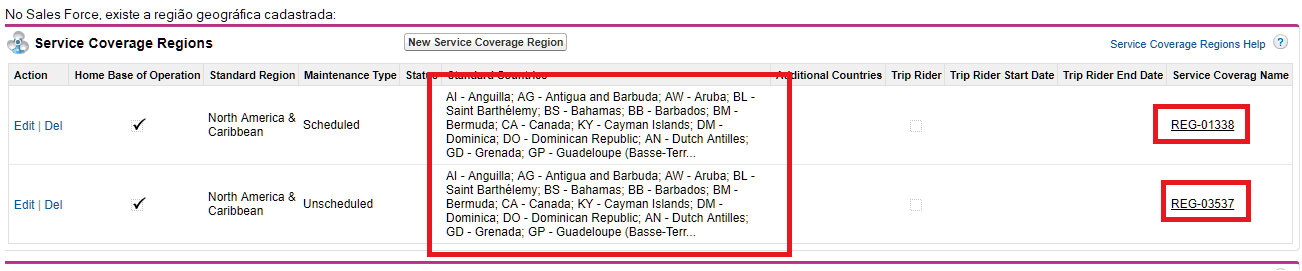 No Sales Force, existe a região geográfica cadastrada:
Service Coverage Regions New Service Coverage Region Service Coverage Regions Help ?
Action Home Base of Operation Standard Region Maintenance Type Status Standard Countries Additional Countries Trip Rider Trip Rider Start Date Trip Rider End Date Service Coverag Name
Edit | Del North America & Caribbean Scheduled
AI - Anguilla; AG - Antigua and Barbuda; AW - Aruba; BL -
Saint Barthélemy; BS - Bahamas; BB - Barbados; BM -
Bermuda; CA - Canada; KY - Cayman Islands; DM -
Dominica; DO - Dominican Republic; AN - Dutch Antilles;
GD - Grenada; GP - Guadeloupe (Basse-Terr...
REG-01338
Edit | Del North America & Caribbean Unscheduled
AI - Anguilla; AG - Antigua and Barbuda; AW - Aruba; BL -
Saint Barthélemy; BS - Bahamas; BB - Barbados; BM -
Bermuda; CA - Canada; KY - Cayman Islands; DM -
Dominica; DO - Dominican Republic; AN - Dutch Antilles;
GD - Grenada; GP - Guadeloupe (Basse-Terr...
REG-03537